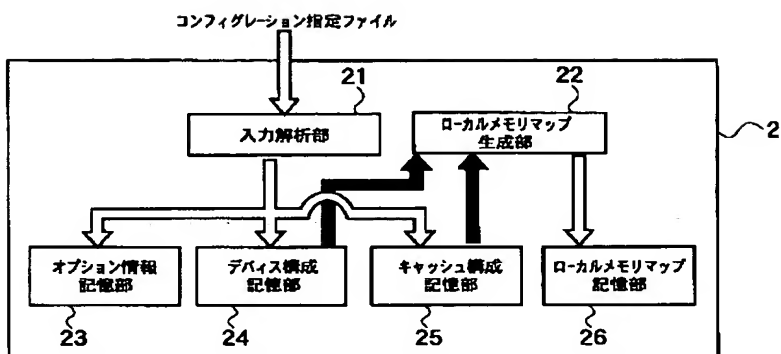 コンフィグレーション指定ファイル
21
22
2
入力解析部
ローカルメモリマップ
生成部
オプション情報
記憶部
デバイス構成
記憶部
キャッシュ構成
記憶部
ローカルメモリマップ
記憶部
23
24
25
26